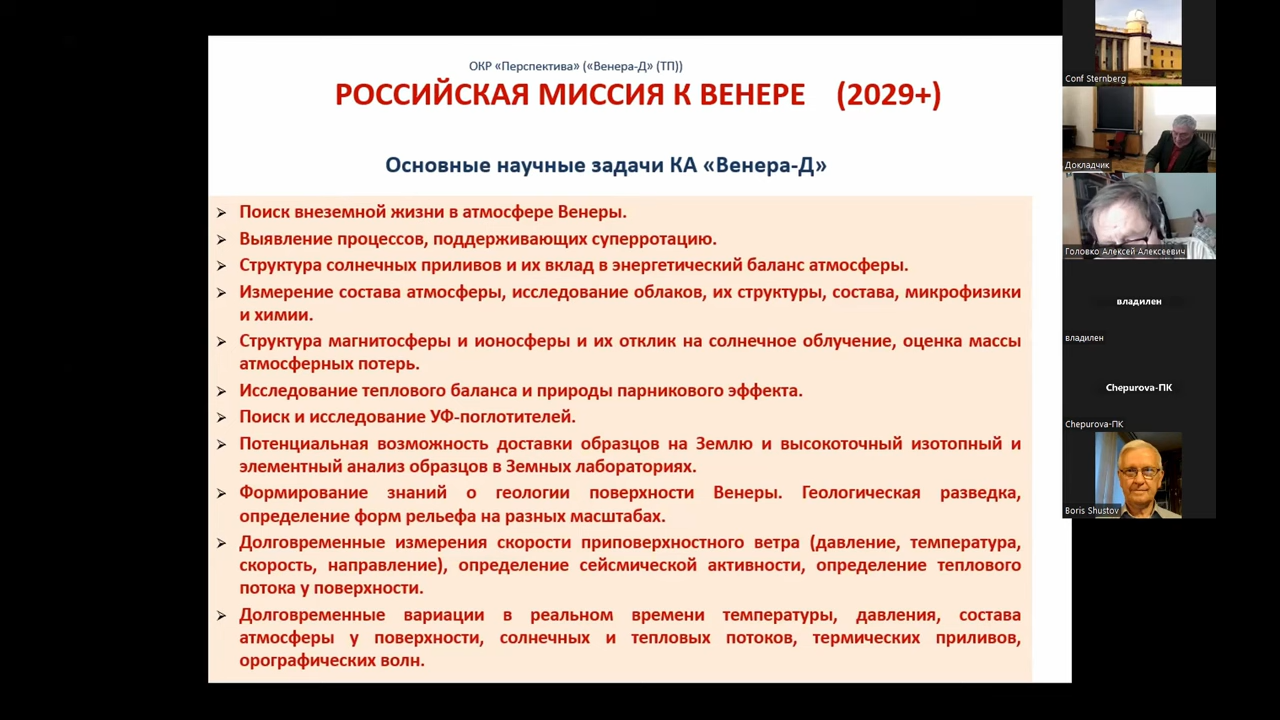 ОКР «Перспектива» («Венера-Д» (ТП))
РОССИЙСКАЯ МИССИЯ К ВЕНЕРЕ (2029+)
Основные научные задачи КА «Венера-Д»
➢ Поиск внеземной жизни в атмосфере Венеры.
➢ Выявление процессов, поддерживающих суперротацию.
➢ Структура солнечных приливов и их вклад в энергетический баланс атмосферы.
➢ Измерение состава атмосферы, исследование облаков, их структуры, состава, микрофизики
и химии.
➢ Структура магнитосферы и ионосферы и их отклик на солнечное облучение, оценка массы
атмосферных потерь.
➢ Исследование теплового баланса и природы парникового эффекта.
➢ Поиск и исследование УФ-поглотителей.
➢ Потенциальная возможность доставки образцов на Землю и высокоточный изотопный и
элементный анализ образцов в Земных лабораториях.
➢ Формирование знаний о геологии поверхности Венеры. Геологическая разведка,
определение форм рельефа на разных масштабах.
➢ Долговременные измерения скорости приповерхностного ветра (давление, температура,
скорость, направление), определение сейсмической активности, определение теплового
потока у поверхности.
➢ Долговременные вариации в реальном времени температуры, давления, состава
атмосферы у поверхности, солнечных и тепловых потоков, термических приливов,
орографических волн.
Conf Sternberg
Докладчик
Головко Алексей Алексеевич
владилен
владилен
Chepurova-ПК
Chepurova-ПК
Boris Shustov